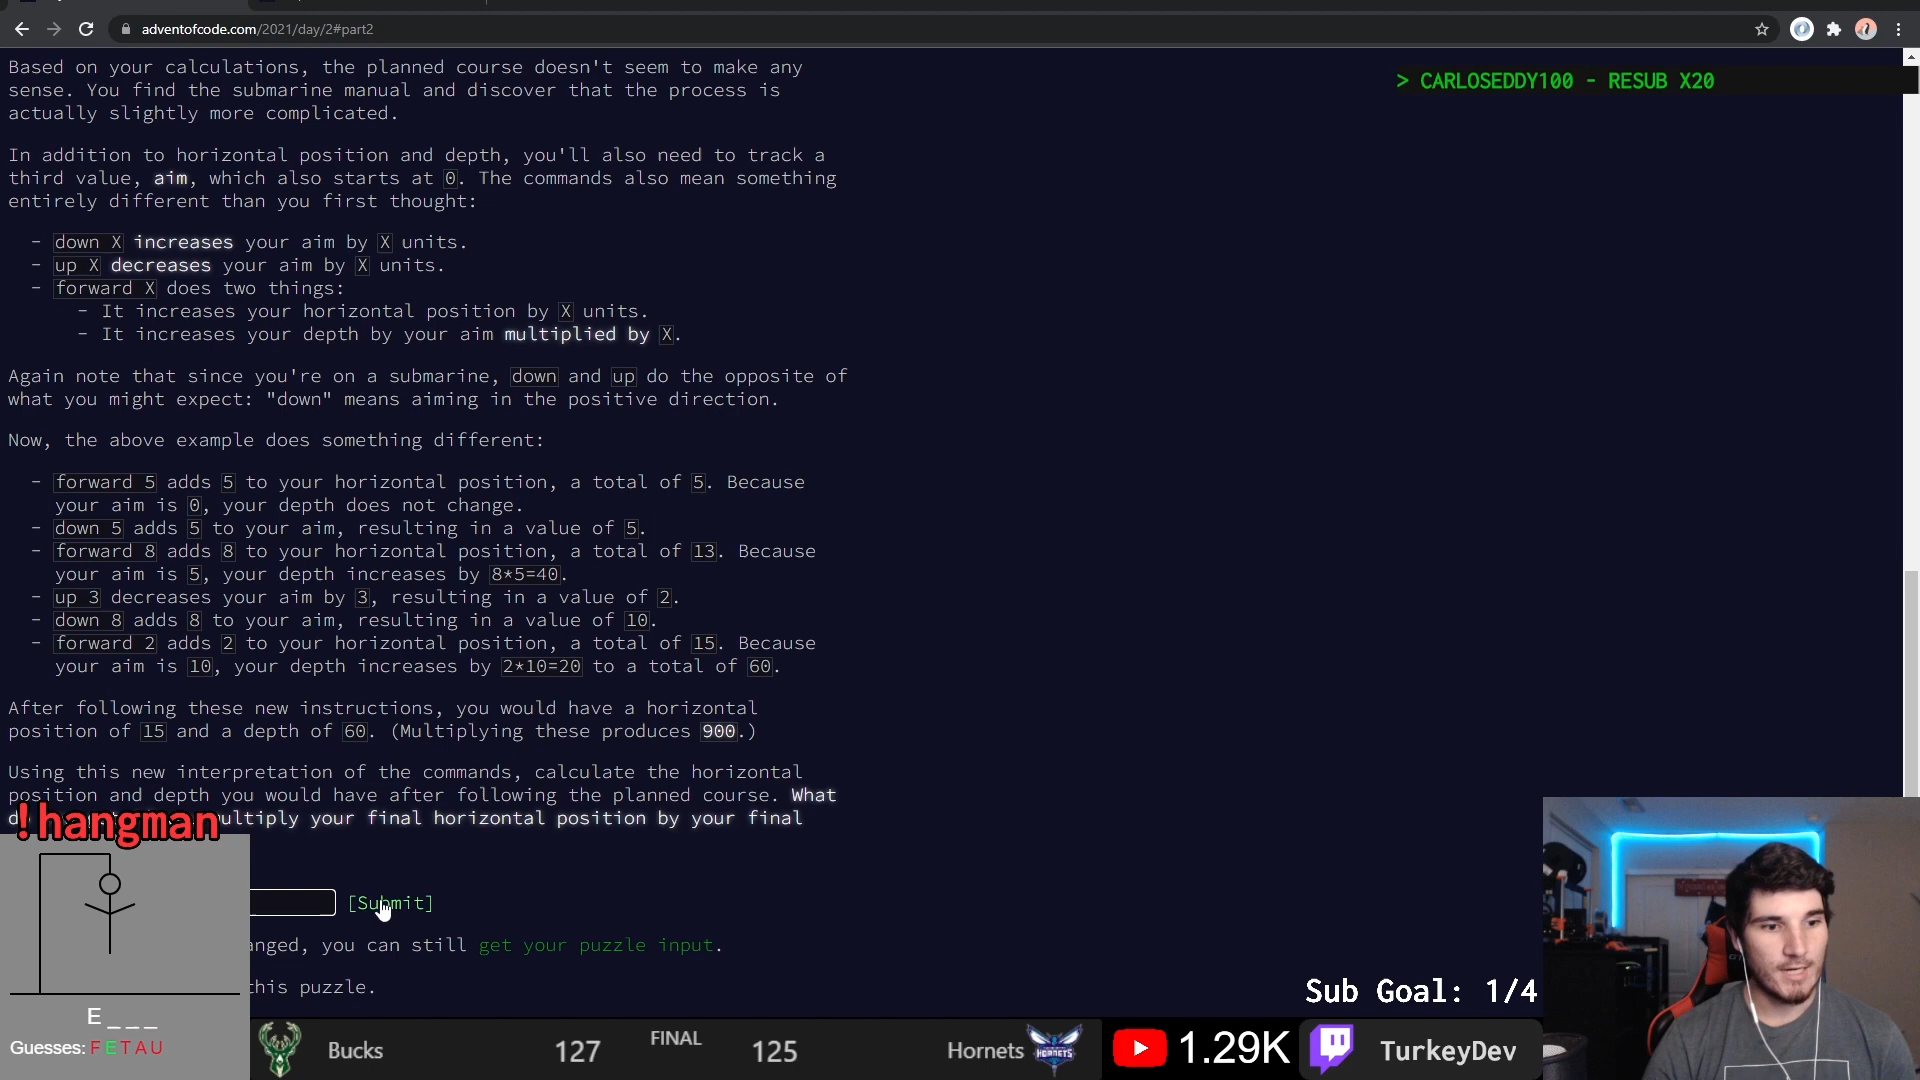 adventofcode.com/2021/day/2#part2
Based on your calculations, the planned course doesn't seem to make any
sense. You find the submarine manual and discover that the process is
actually slightly more complicated.
> CARLOSEDDY100 - RESUB X20
In addition to horizontal position and depth, you'll also need to track a
third value, aim, which also starts at 0. The commands also mean something
entirely different than you first thought:
- down X increases your aim by X units.
- up X decreases your aim by X units.
- forward X does two things:
- It increases your horizontal position by X units.
- It increases your depth by your aim multiplied by X.
Again note that since you're on a submarine, down and up do the opposite of
what you might expect: "down" means aiming in the positive direction.
Now, the above example does something different:
- forward 5 adds 5 to your horizontal position, a total of 5. Because
your aim is 0, your depth does not change.
- down 5 adds 5 to your aim, resulting in a value of 5.
- forward 8 adds 8 to your horizontal position, a total of 13. Because
your aim is 5, your depth increases by 8*5=40.
- up 3 decreases your aim by 3, resulting in a value of 2.
- down 8 adds 8 to your aim, resulting in a value of 10.
- forward 2 adds 2 to your horizontal position, a total of 15. Because
your aim is 10, your depth increases by 2*10=20 to a total of 60.
After following these new instructions, you would have a horizontal
position of 15 and a depth of 60. (Multiplying these produces 900.)
Using this new interpretation of the commands, calculate the horizontal
position and depth you would have after following the planned course. What
multiply your final horizontal position by your final
!hangman
[Submit]
anged, you can still get your puzzle input.
this puzzle.
E _ _ _
Guesses: F E T A U
Sub Goal: 1/4
Bucks 127 FINAL 125 Hornets
HORNETS
1.29K
TurkeyDev